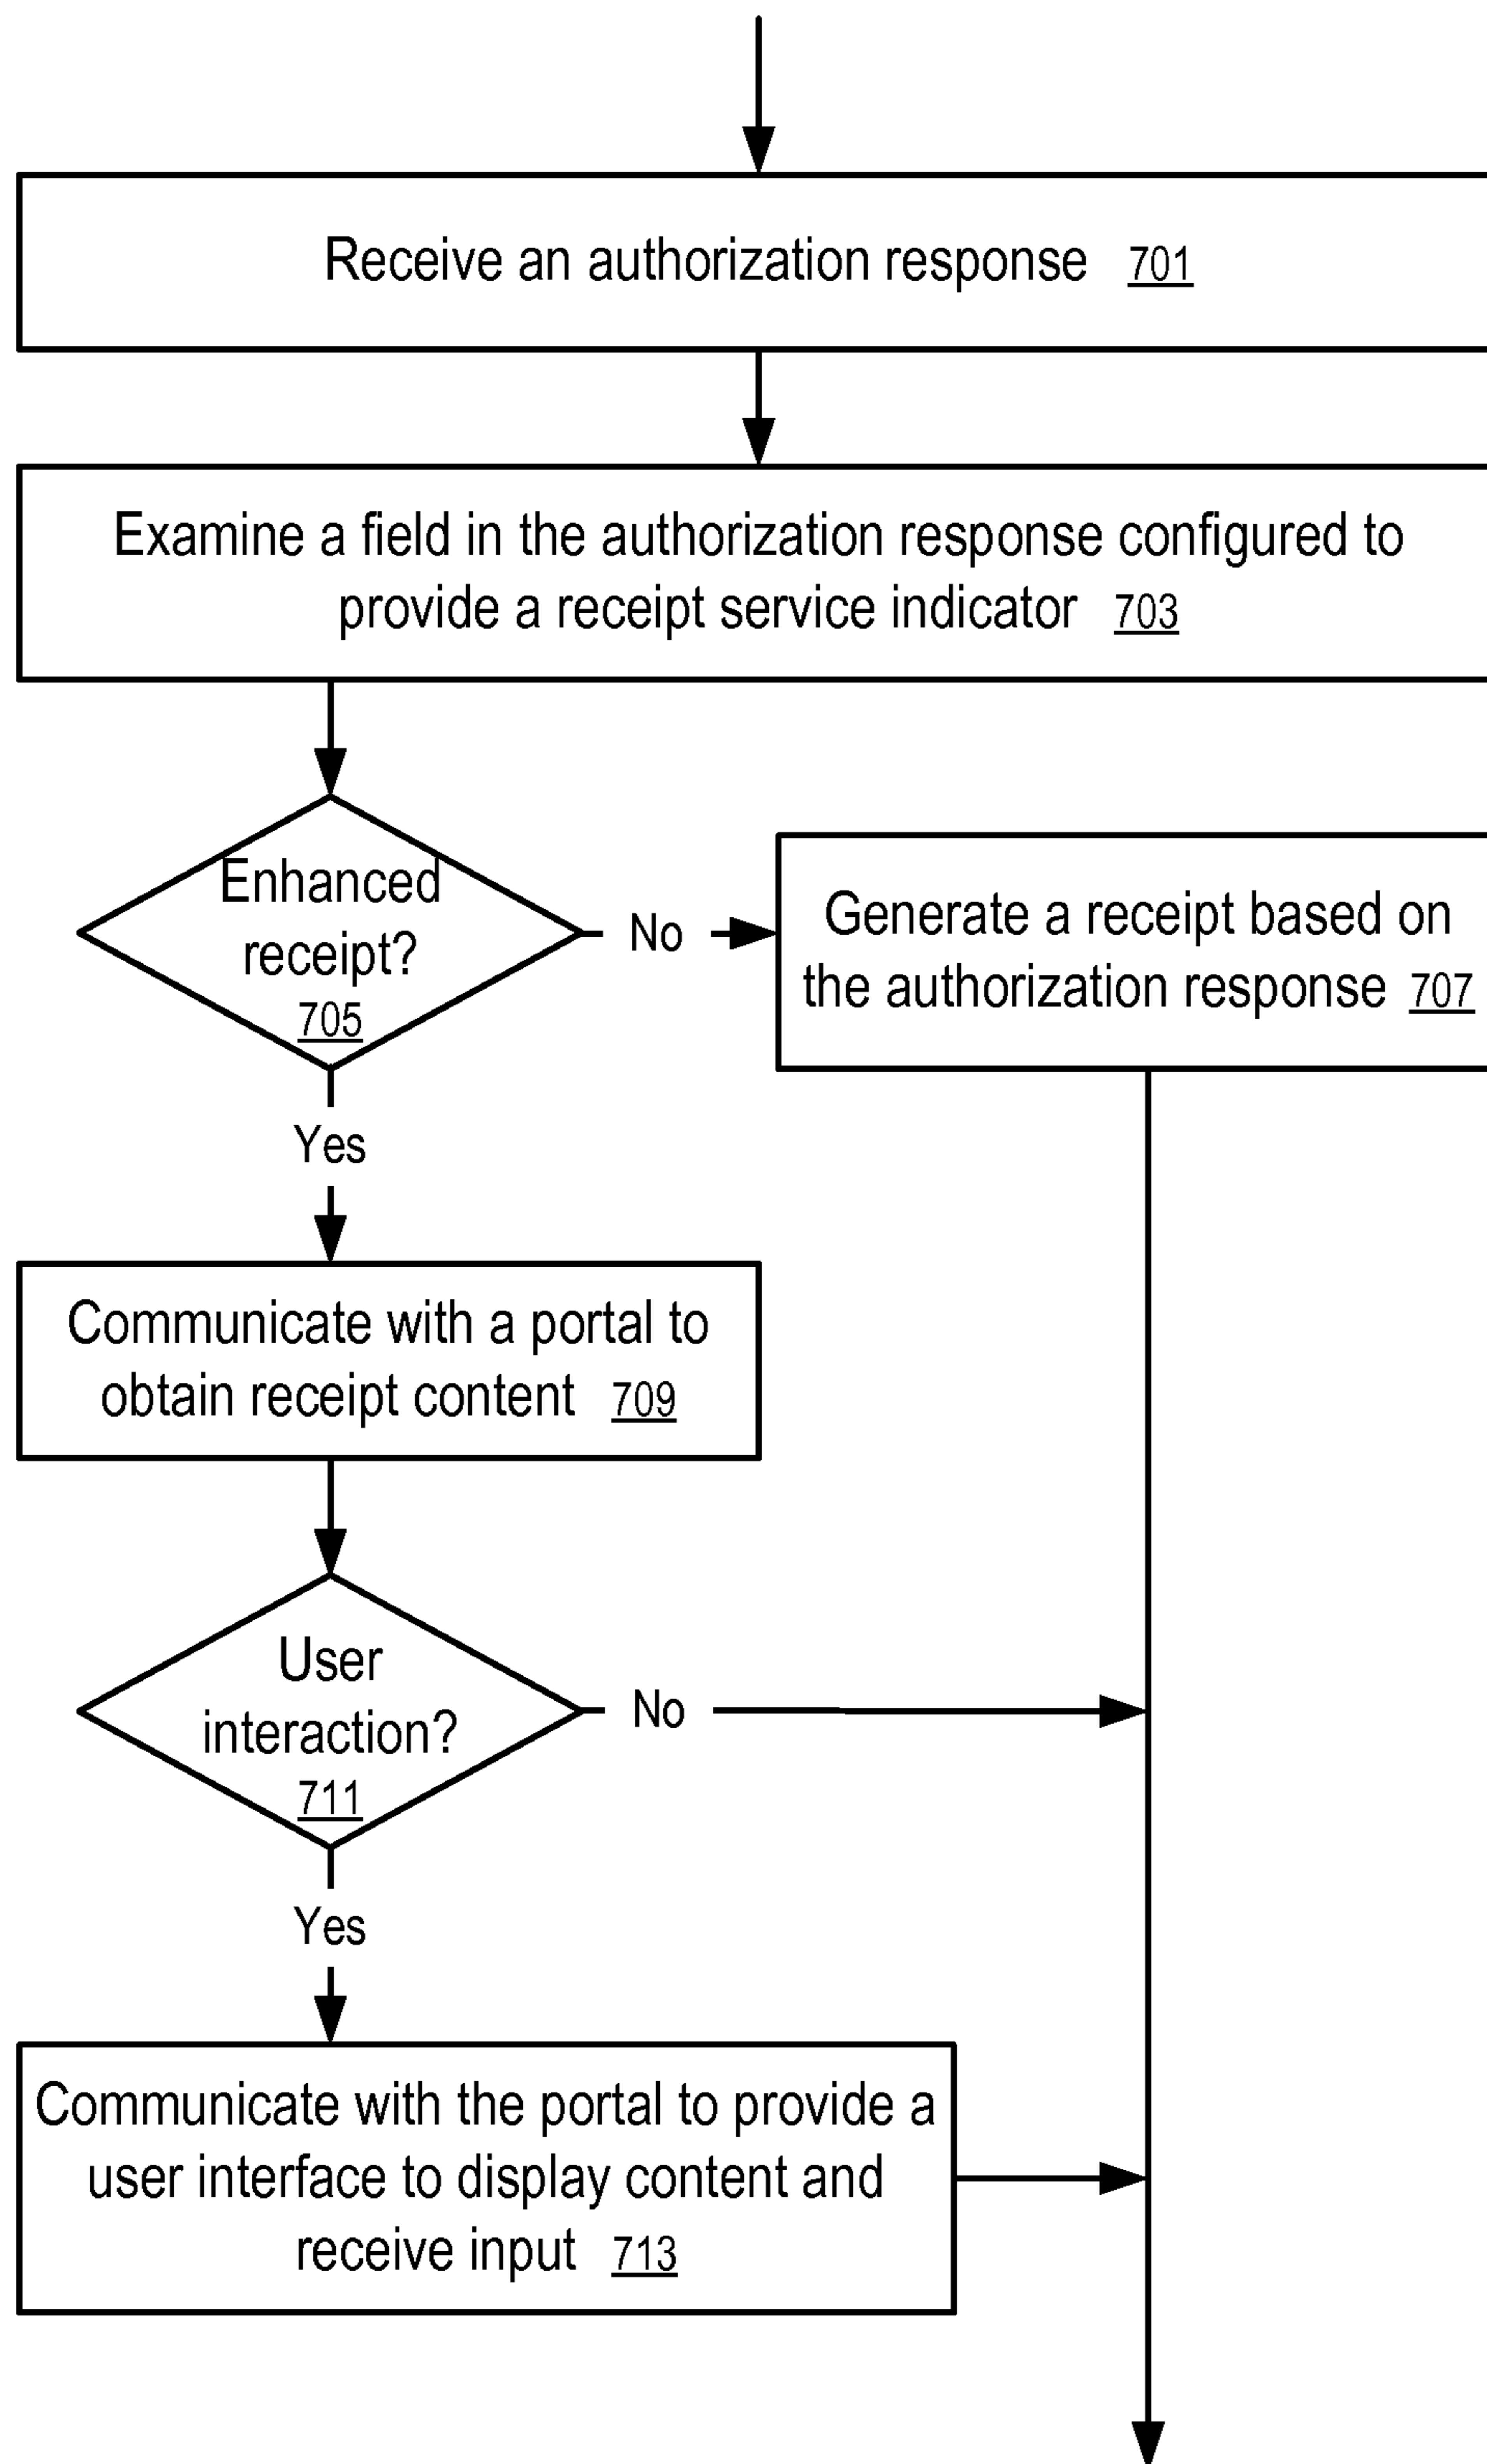 Receive an authorization response 701
Examine a field in the authorization response configured to
provide a receipt service indicator 703
Enhanced
receipt?
705
No
Generate a receipt based on
the authorization response 707
Yes
Communicate with a portal to
obtain receipt content 709
User
interaction?
711
No
Yes
Communicate with the portal to provide a
user interface to display content and
receive input 713